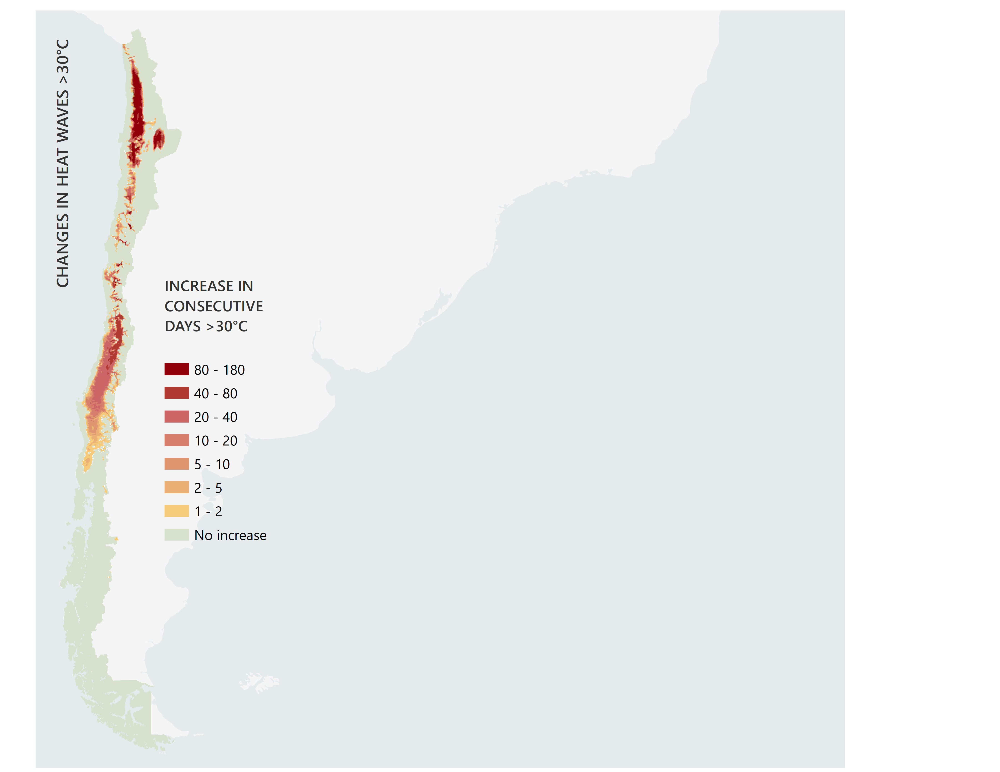 CHANGES IN HEAT WAVES >30°C
INCREASE IN
CONSECUTIVE
DAYS >30°C
80 - 180
40 - 80
20 - 40
10 - 20
5 - 10
2 - 5
1 - 2
No increase